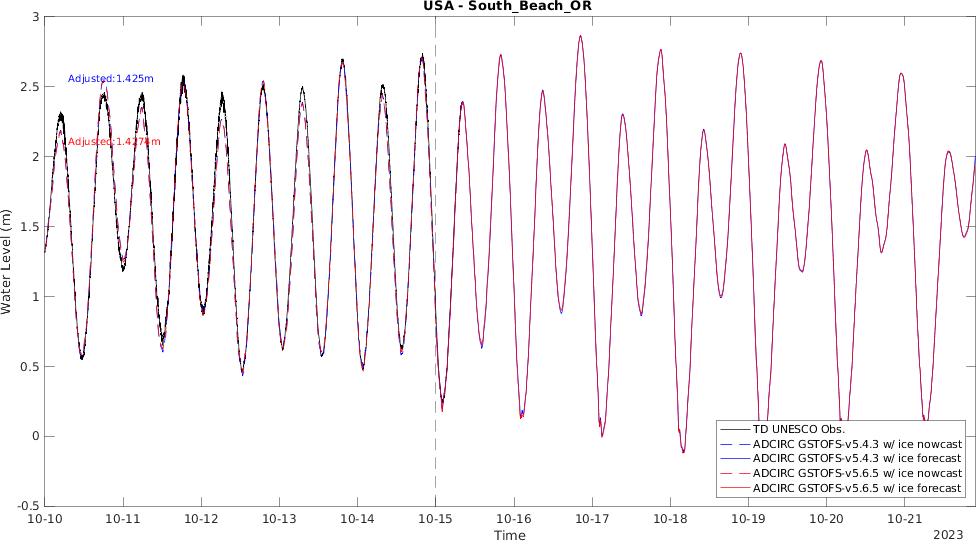 USA - South_Beach_OR
3
2.5
2
1.5
1
0.5
0
-0.5
Water Level (m)
Adjusted:1.425m
Adjusted:1.4274m
10-10
10-11
10-12
10-13
10-14
10-15
10-16
10-17
10-18
10-19
10-20
10-21
Time
2023
TD UNESCO Obs.
ADCIRC GSTOFS-v5.4.3 w/ ice nowcast
ADCIRC GSTOFS-v5.4.3 w/ ice forecast
ADCIRC GSTOFS-v5.6.5 w/ ice nowcast
ADCIRC GSTOFS-v5.6.5 w/ ice forecast